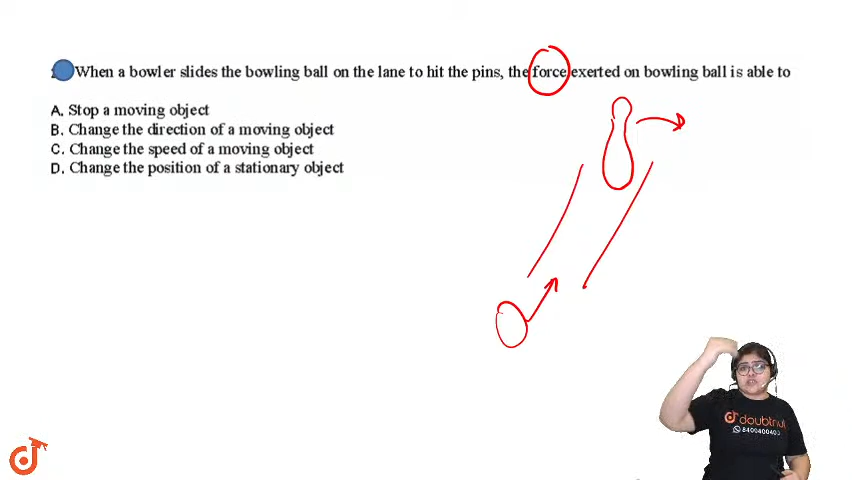 When a bowler slides the bowling ball on the lane to hit the pins, the force exerted on bowling ball is able to
A. Stop a moving object
B. Change the direction of a moving object
C. Change the speed of a moving object
D. Change the position of a stationary object
doubtnut
8400400400